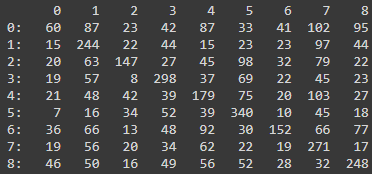 0 1 2 3 4 5 6 7 8
0: 60 87 23 42 87 33 41 102 95
1: 15 244 22 44 15 23 23 97 44
2: 20 63 147 27 45 98 32 79 22
3: 19 57 8 298 37 69 22 45 23
4: 21 48 42 39 179 75 20 103 27
5: 7 16 34 52 39 340 10 45 18
6: 36 66 13 48 92 30 152 66 77
7: 19 56 20 34 62 22 19 271 17
8: 46 50 16 49 56 52 28 32 248